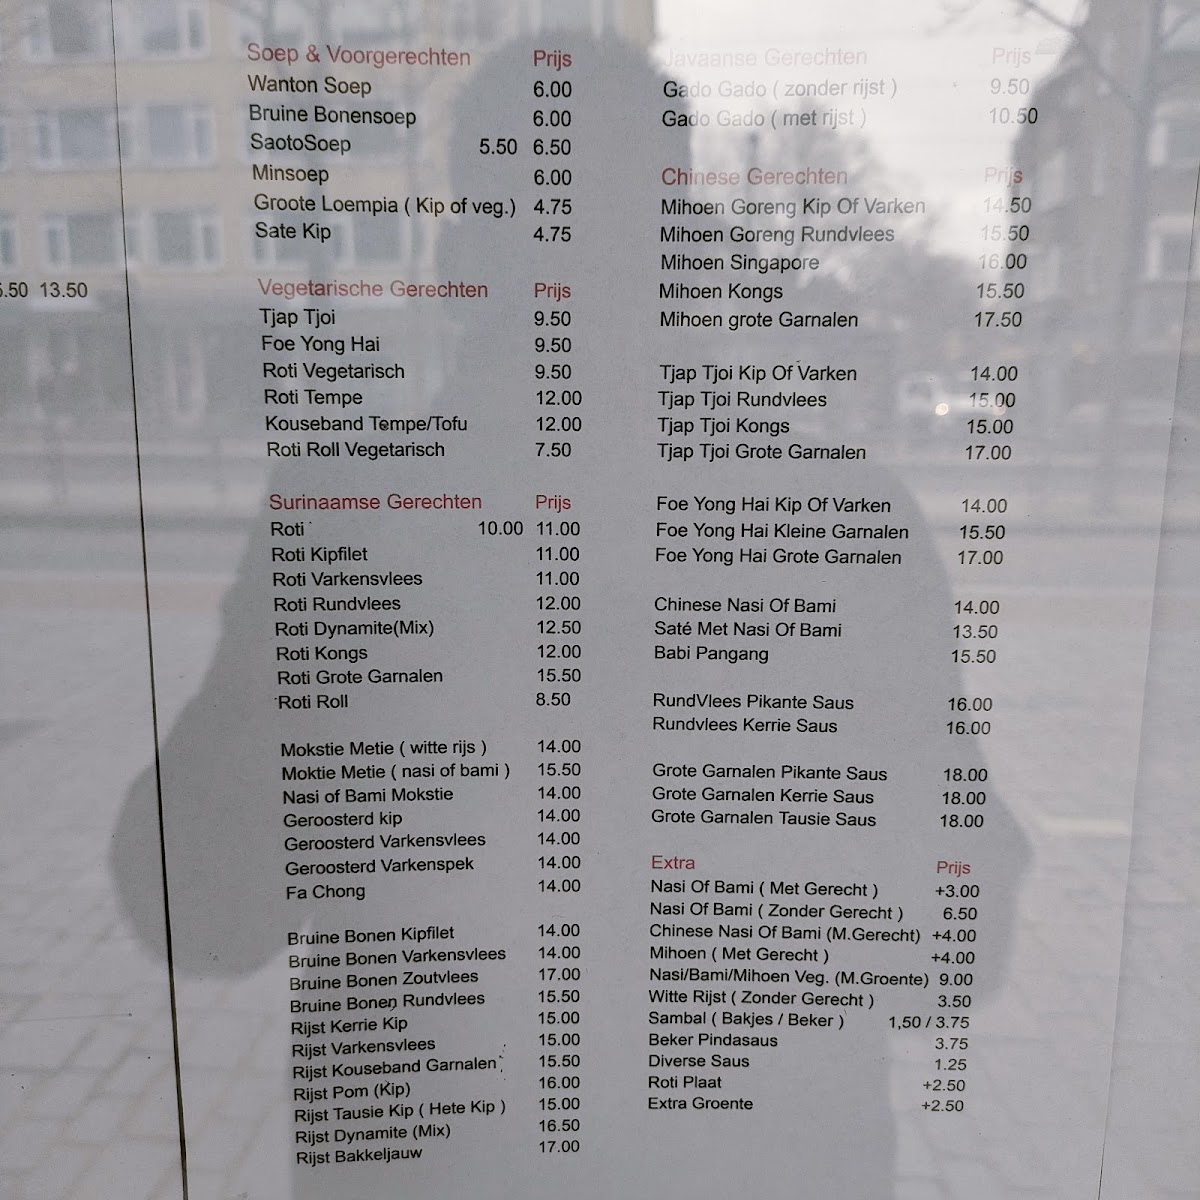 .50 13.50
Soep & Voorgerechten Prijs
Wanton Soep 6.00
Bruine Bonensoep 6.00
SaotoSoep 5.50 6.50
Minsoep 6.00
Groote Loempia ( Kip of veg.) 4.75
Sate Kip 4.75
Vegetarische Gerechten Prijs
Tjap Tjoi 9.50
Foe Yong Hai 9.50
Roti Vegetarisch 9.50
Roti Tempe 12.00
Kouseband Tempe/Tofu 12.00
Roti Roll Vegetarisch 7.50
Surinaamse Gerechten Prijs
Roti 10.00 11.00
Roti Kipfilet 11.00
Roti Varkensvlees 11.00
Roti Rundvlees 12.00
Roti Dynamite(Mix) 12.50
Roti Kongs 12.00
Roti Grote Garnalen 15.50
Roti Roll 8.50
Mokstie Metie ( witte rijs ) 14.00
Moktie Metie ( nasi of bami ) 15.50
Nasi of Bami Mokstie 14.00
Geroosterd kip 14.00
Geroosterd Varkensvlees 14.00
Geroosterd Varkenspek 14.00
Fa Chong 14.00
Bruine Bonen Kipfilet 14.00
Bruine Bonen Varkensvlees 14.00
Bruine Bonen Zoutvlees 17.00
Bruine Bonen Rundvlees 15.50
Rijst Kerrie Kip 15.00
Rijst Varkensvlees 15.00
Rijst Kouseband Garnalen 15.50
Rijst Pom (Kip) 16.00
Rijst Tausie Kip ( Hete Kip ) 15.00
Rijst Dynamite (Mix) 16.50
Rijst Bakkeljauw 17.00
Javaanse Gerechten Prijs
Gado Gado ( zonder rijst ) 9.50
Gado Gado ( met rijst ) 10.50
Chinese Gerechten Prijs
Mihoen Goreng Kip Of Varken 14.50
Mihoen Goreng Rundvlees 15.50
Mihoen Singapore 16.00
Mihoen Kongs 15.50
Mihoen grote Garnalen 17.50
Tjap Tjoi Kip Of Varken 14.00
Tjap Tjoi Rundvlees 15.00
Tjap Tjoi Kongs 15.00
Tjap Tjoi Grote Garnalen 17.00
Foe Yong Hai Kip Of Varken 14.00
Foe Yong Hai Kleine Garnalen 15.50
Foe Yong Hai Grote Garnalen 17.00
Chinese Nasi Of Bami 14.00
Saté Met Nasi Of Bami 13.50
Babi Pangang 15.50
RundVlees Pikante Saus 16.00
Rundvlees Kerrie Saus 16.00
Grote Garnalen Pikante Saus 18.00
Grote Garnalen Kerrie Saus 18.00
Grote Garnalen Tausie Saus 18.00
Extra Prijs
Nasi Of Bami ( Met Gerecht ) +3.00
Nasi Of Bami ( Zonder Gerecht ) 6.50
Chinese Nasi Of Bami (M.Gerecht) +4.00
Mihoen ( Met Gerecht ) +4.00
Nasi/Bami/Mihoen Veg. (M.Groente) 9.00
Witte Rijst ( Zonder Gerecht ) 3.50
Sambal ( Bakjes / Beker ) 1,50 / 3.75
Beker Pindasaus 3.75
Diverse Saus 1.25
Roti Plaat +2.50
Extra Groente +2.50